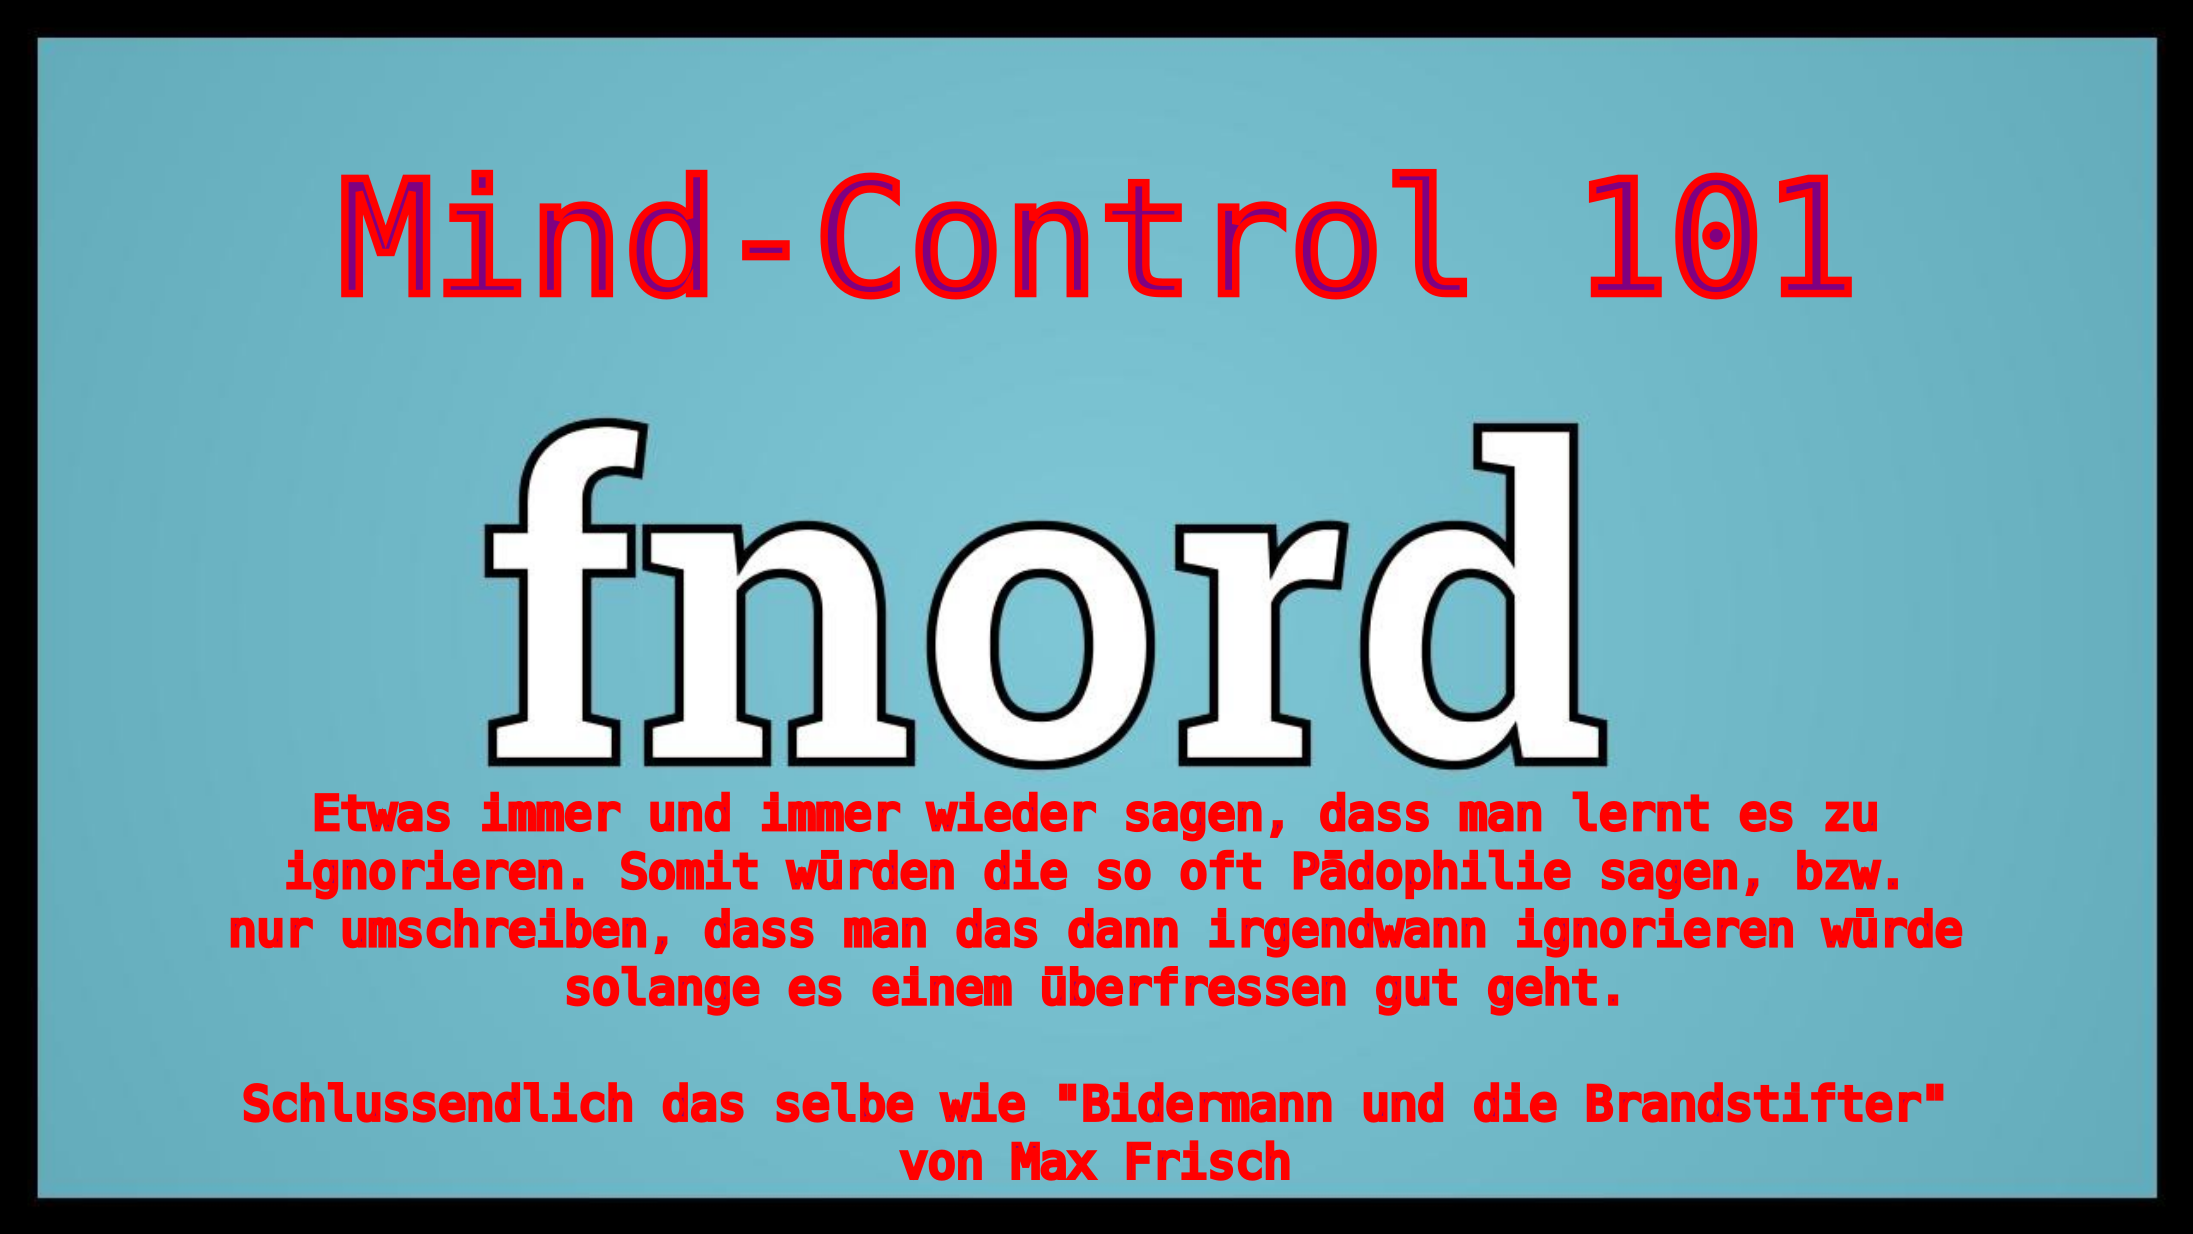 Mind-Control 101
fnord
Etwas immer und immer wieder sagen, dass man lernt es zu
ignorieren. Somit würden die so oft Pädophilie sagen, bzw.
nur umschreiben, dass man das dann irgendwann ignorieren würde
solange es einem überfressen gut geht.
Schlussendlich das selbe wie "Bidermann und die Brandstifter"
von Max Frisch